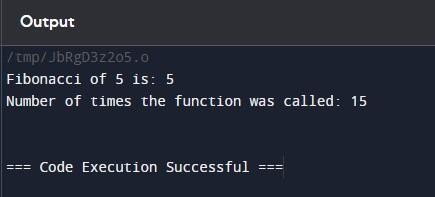 Output
/tmp/JbRgD3z2o5.o
Fibonacci of 5 is: 5
Number of times the function was called: 15
=== Code Execution Successful ===